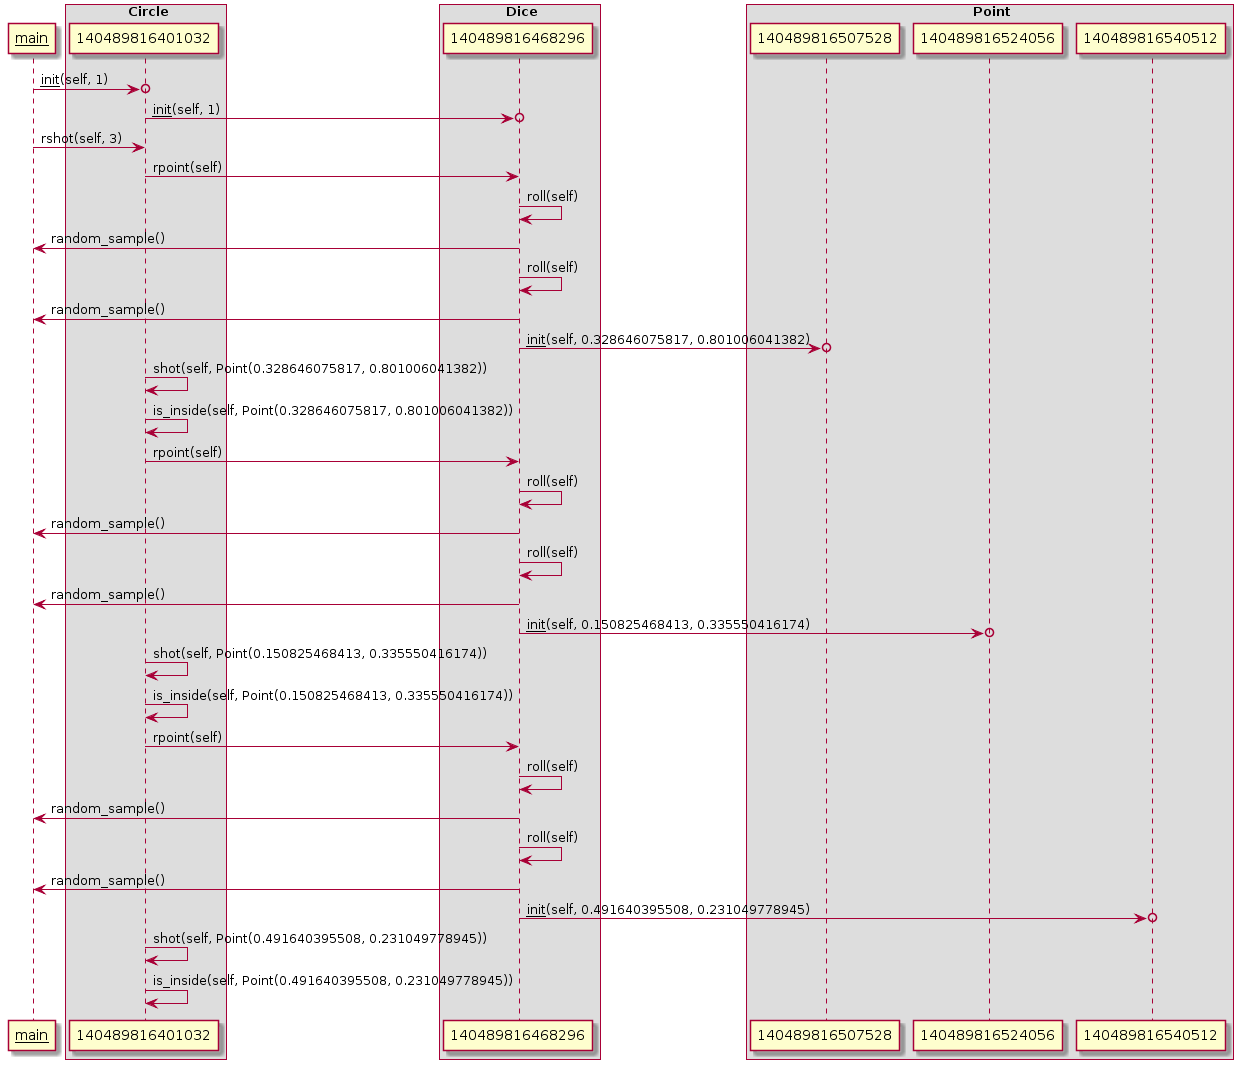 Circle
Dice
Point
main
140489816401032
140489816468296
140489816507528
140489816524056
140489816540512
init(self, 1)
init(self, 1)
rshot(self, 3)
rpoint(self)
roll(self)
random_sample()
roll(self)
random_sample()
init(self, 0.328646075817, 0.801006041382)
shot(self, Point(0.328646075817, 0.801006041382))
is_inside(self, Point(0.328646075817, 0.801006041382))
rpoint(self)
roll(self)
random_sample()
roll(self)
random_sample()
init(self, 0.150825468413, 0.335550416174)
shot(self, Point(0.150825468413, 0.335550416174))
is_inside(self, Point(0.150825468413, 0.335550416174))
rpoint(self)
roll(self)
random_sample()
roll(self)
random_sample()
init(self, 0.491640395508, 0.231049778945)
shot(self, Point(0.491640395508, 0.231049778945))
is_inside(self, Point(0.491640395508, 0.231049778945))
main
140489816401032
140489816468296
140489816507528
140489816524056
140489816540512